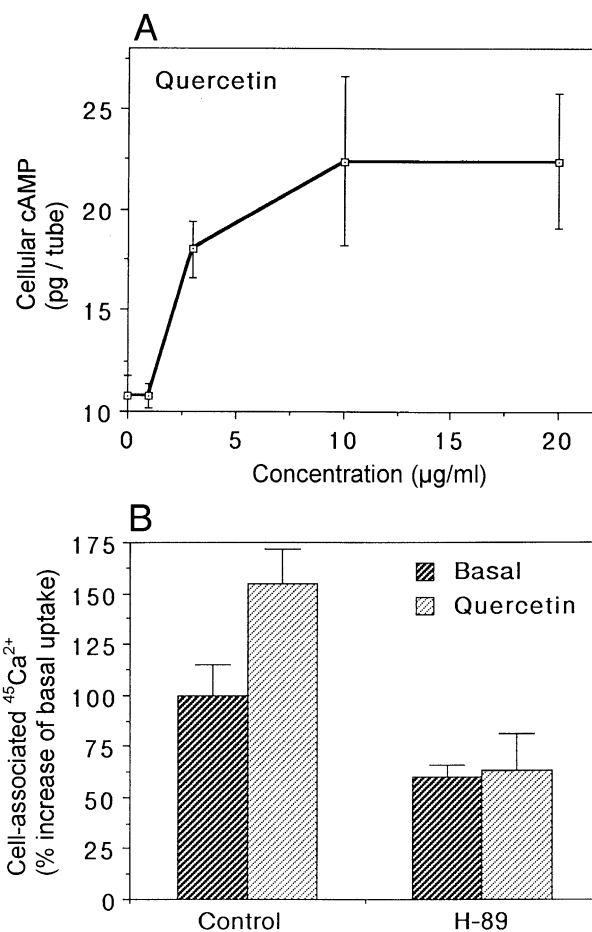 A
Quercetin
25
20
15
10
Cellular cAMP
(pg / tube)
0 5 10 15 20
Concentration (µg/ml)
B
175
150
125
100
75
50
25
0
Cell-associated ⁴⁵Ca²⁺
(% increase of basal uptake)
Basal
Quercetin
Control H-89